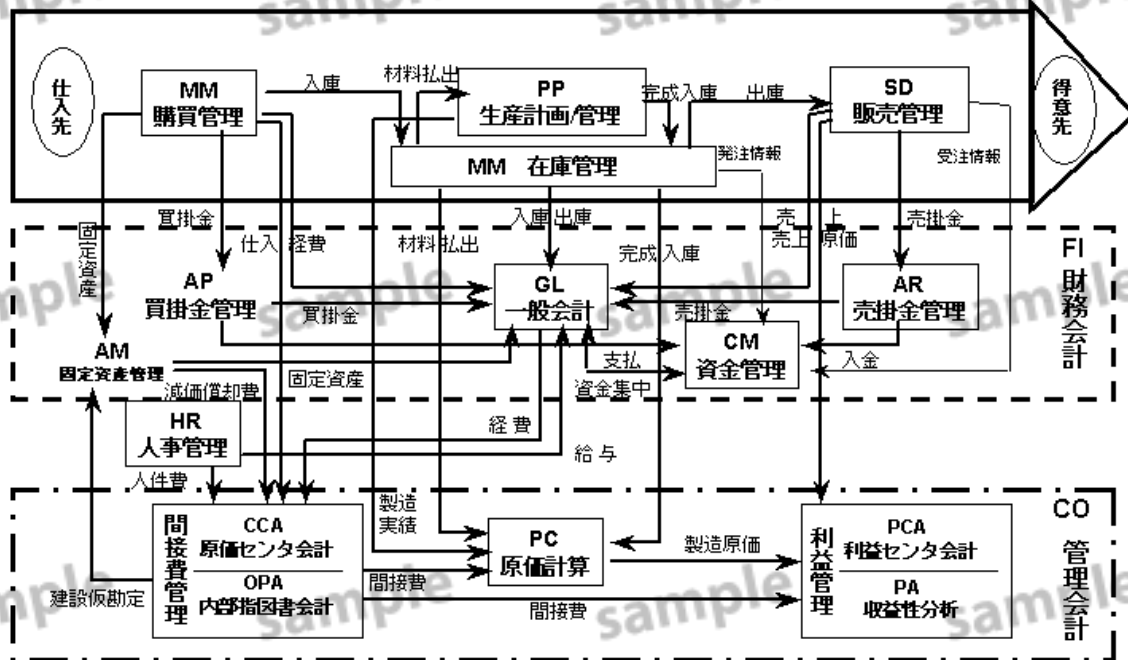 仕入先
MM
購買管理
入庫
材料払出
PP
生産計画/管理
完成入庫
出庫
SD
販売管理
得意先
MM 在庫管理
発注情報
受注情報
買掛金
仕入 経費
固定資産
材料払出
入庫出庫
完成入庫
売 上
売上 原価
売掛金
FI 財務会計
AP
買掛金管理
買掛金
GL
一般会計
売掛金
AR
売掛金管理
CM
資金管理
入金
支払
資金集中
AM
固定資産管理
固定資産
減価償却費
HR
人事管理
経費
給与
人件費
製造
実績
間接費管理
CCA
原価センタ会計
OPA
内部指図書会計
建設仮勘定
間接費
間接費
PC
原価計算
製造原価
利益管理
PCA
利益センタ会計
PA
収益性分析
CO 管理会計
sample
sample
sample
sample
sample
sample
sample
sample